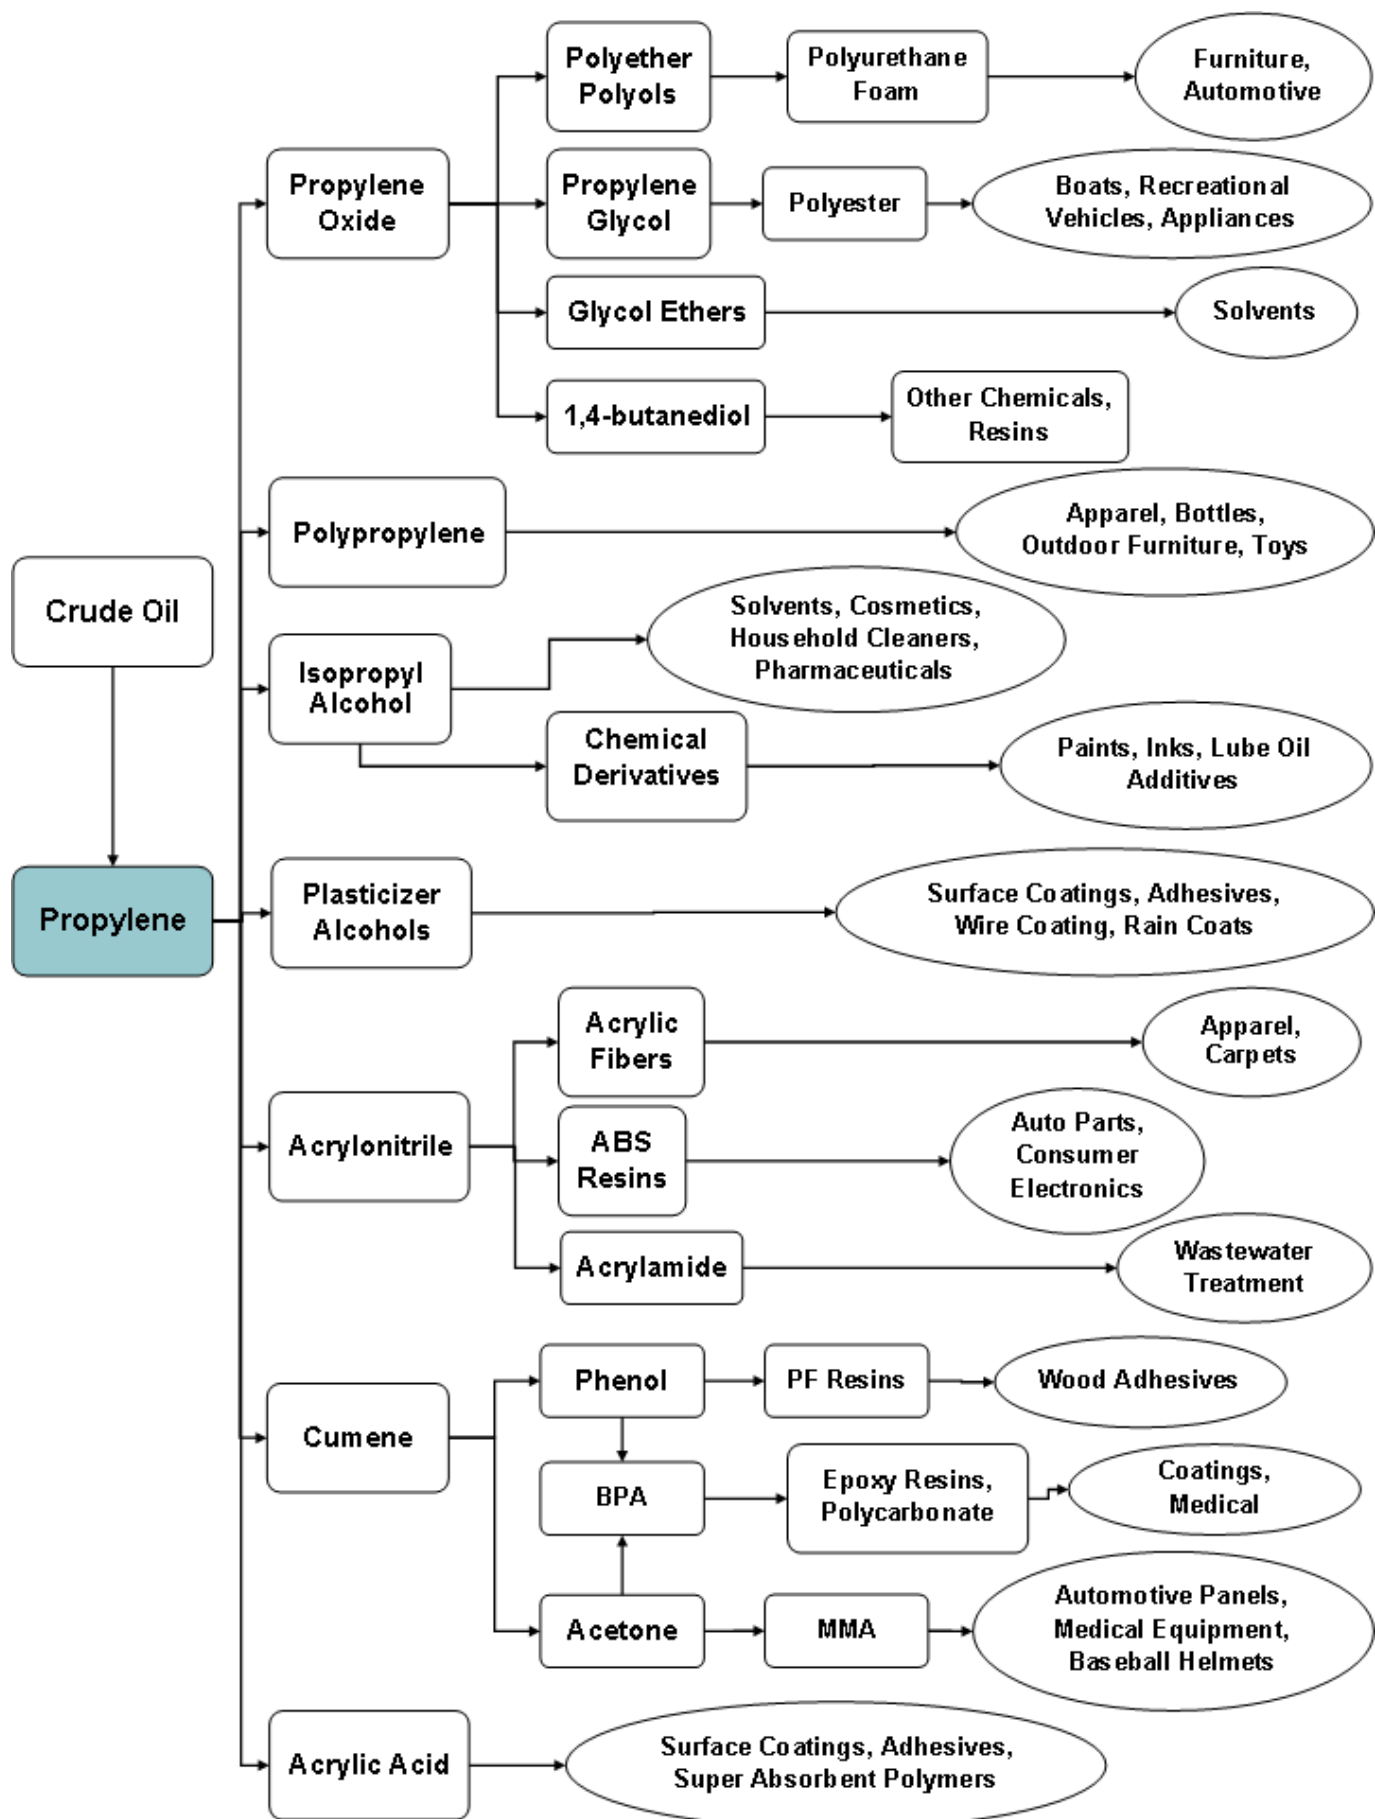 Polyether
Polyols
Polyurethane
Foam
Furniture,
Automotive
Propylene
Oxide
Propylene
Glycol
Polyester
Boats, Recreational
Vehicles, Appliances
Glycol Ethers
Solvents
1,4-butanediol
Other Chemicals,
Resins
Polypropylene
Apparel, Bottles,
Outdoor Furniture, Toys
Crude Oil
Isopropyl
Alcohol
Solvents, Cosmetics,
Household Cleaners,
Pharmaceuticals
Chemical
Derivatives
Paints, Inks, Lube Oil
Additives
Propylene
Plasticizer
Alcohols
Surface Coatings, Adhesives,
Wire Coating, Rain Coats
Acrylonitrile
Acrylic
Fibers
Apparel,
Carpets
ABS
Resins
Auto Parts,
Consumer
Electronics
Acrylamide
Wastewater
Treatment
Cumene
Phenol
PF Resins
Wood Adhesives
BPA
Epoxy Resins,
Polycarbonate
Coatings,
Medical
Acetone
MMA
Automotive Panels,
Medical Equipment,
Baseball Helmets
Acrylic Acid
Surface Coatings, Adhesives,
Super Absorbent Polymers